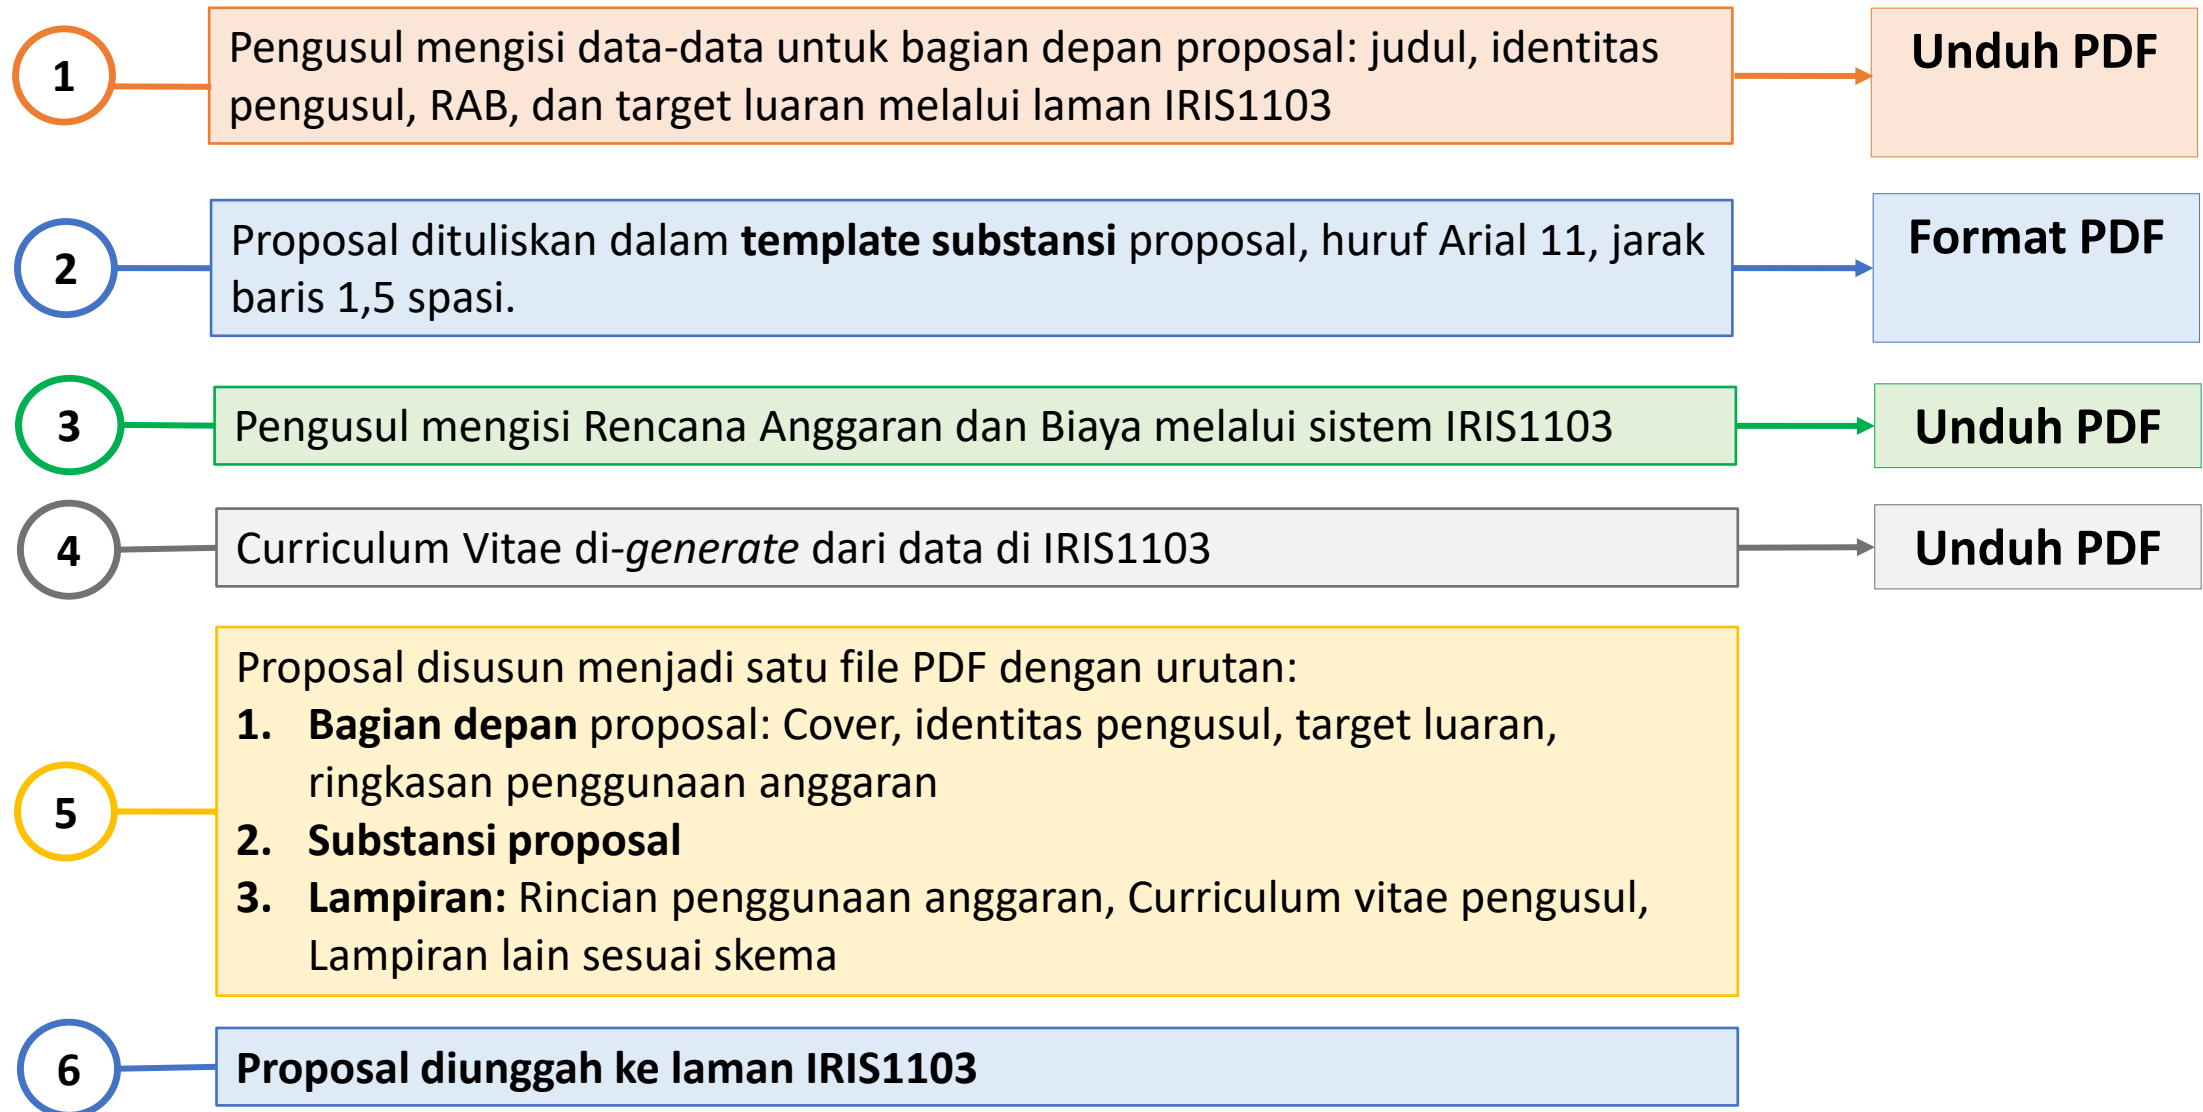 1
Pengusul mengisi data-data untuk bagian depan proposal: judul, identitas
pengusul, RAB, dan target luaran melalui laman IRIS1103
Unduh PDF
2
Proposal dituliskan dalam template substansi proposal, huruf Arial 11, jarak
baris 1,5 spasi.
Format PDF
3
Pengusul mengisi Rencana Anggaran dan Biaya melalui sistem IRIS1103
Unduh PDF
4
Curriculum Vitae di-generate dari data di IRIS1103
Unduh PDF
5
Proposal disusun menjadi satu file PDF dengan urutan:
1. Bagian depan proposal: Cover, identitas pengusul, target luaran,
ringkasan penggunaan anggaran
2. Substansi proposal
3. Lampiran: Rincian penggunaan anggaran, Curriculum vitae pengusul,
Lampiran lain sesuai skema
6
Proposal diunggah ke laman IRIS1103